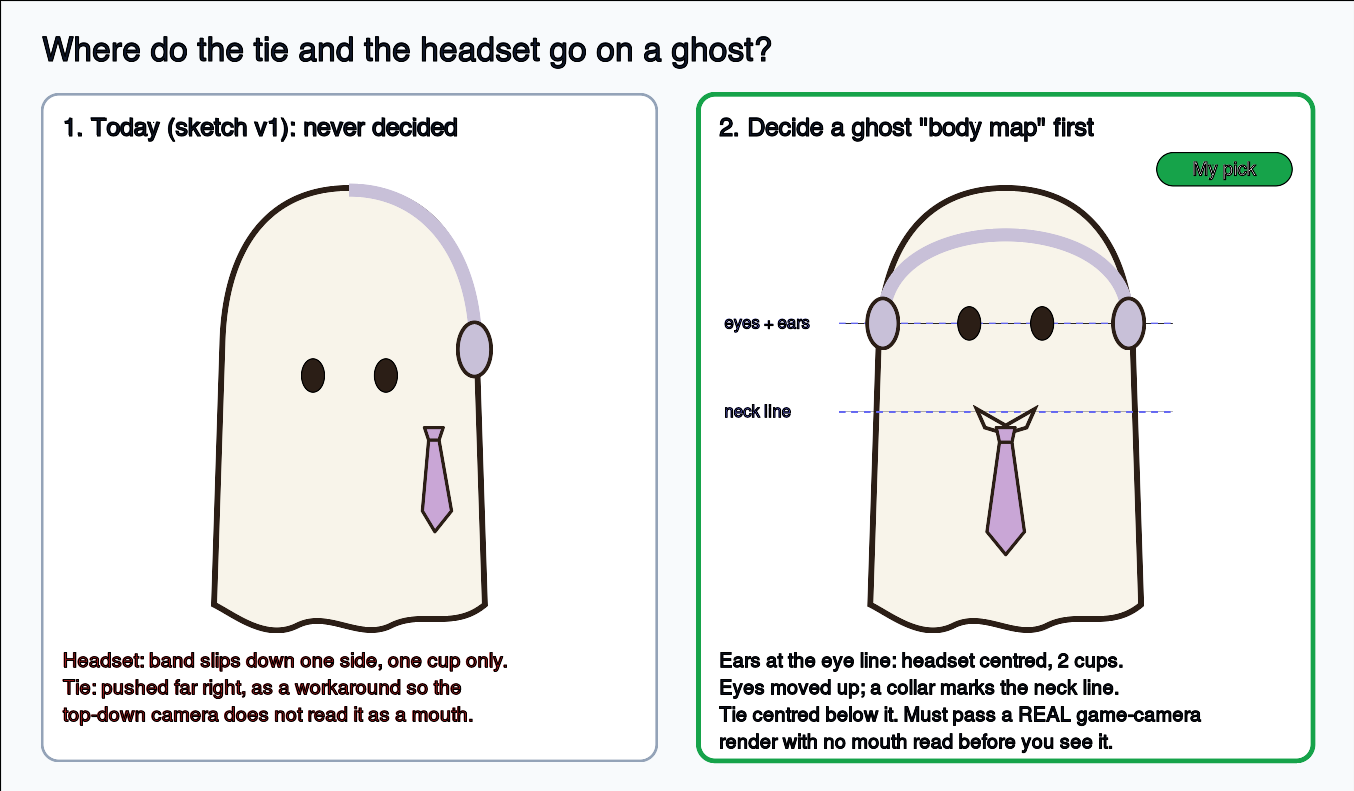 Where do the tie and the headset go on a ghost?
1. Today (sketch v1): never decided
Headset: band slips down one side, one cup only.
Tie: pushed far right, as a workaround so the
top-down camera does not read it as a mouth.
2. Decide a ghost "body map" first
My pick
eyes + ears
neck line
Ears at the eye line: headset centred, 2 cups.
Eyes moved up; a collar marks the neck line.
Tie centred below it. Must pass a REAL game-camera
render with no mouth read before you see it.